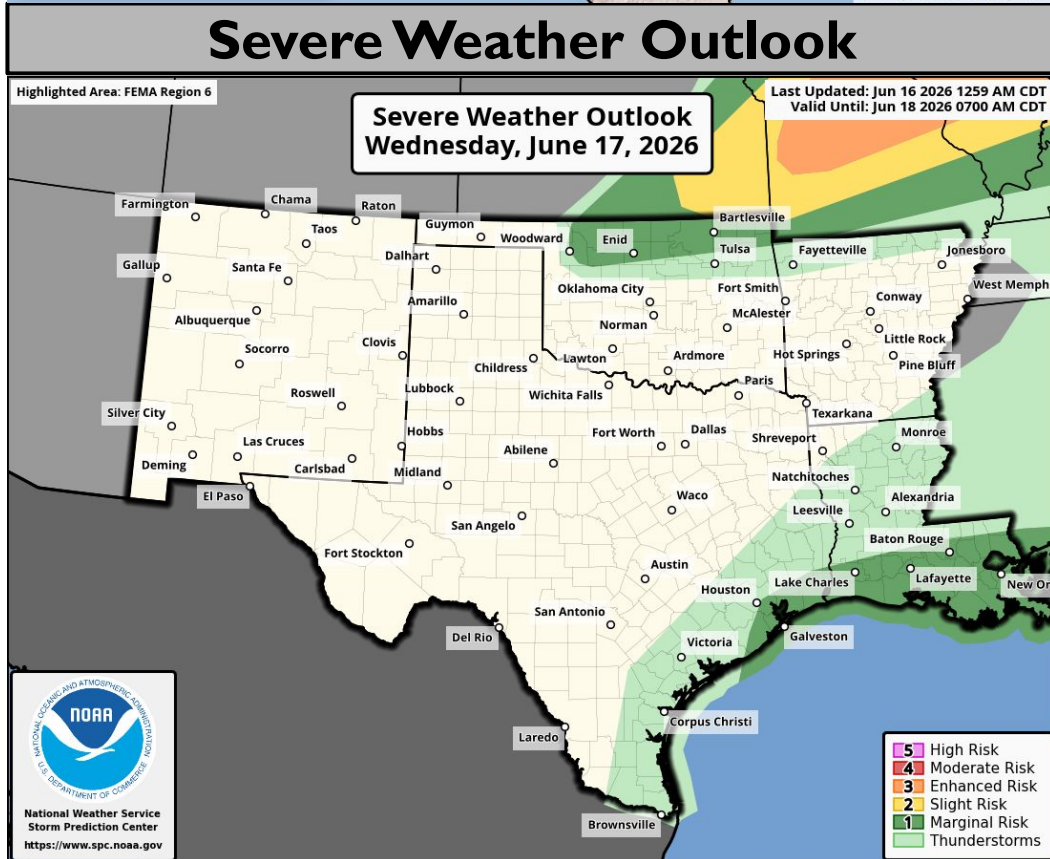 Severe Weather Outlook
Highlighted Area: FEMA Region 6
Severe Weather Outlook
Wednesday, June 17, 2026
Last Updated: Jun 16 2026 1259 AM CDT
Valid Until: Jun 18 2026 0700 AM CDT
Farmington
Chama
Raton
Taos
Guymon
Woodward
Enid
Bartlesville
Tulsa
Fayetteville
Jonesboro
Gallup
Santa Fe
Dalhart
Oklahoma City
Fort Smith
Conway
West Memph
Albuquerque
Amarillo
Norman
McAlester
Little Rock
Socorro
Clovis
Childress
Lawton
Ardmore
Hot Springs
Pine Bluff
Roswell
Lubbock
Wichita Falls
Paris
Texarkana
Silver City
Las Cruces
Hobbs
Fort Worth
Dallas
Shreveport
Monroe
Deming
Carlsbad
Midland
Abilene
Natchitoches
El Paso
San Angelo
Waco
Leesville
Alexandria
Fort Stockton
Austin
Baton Rouge
Houston
Lake Charles
Lafayette
New Or
Del Rio
San Antonio
Victoria
Galveston
Laredo
Corpus Christi
Brownsville
NATIONAL OCEANIC AND ATMOSPHERIC ADMINISTRATION
NOAA
U.S. DEPARTMENT OF COMMERCE
National Weather Service
Storm Prediction Center
https://www.spc.noaa.gov
5 High Risk
4 Moderate Risk
3 Enhanced Risk
2 Slight Risk
1 Marginal Risk
Thunderstorms